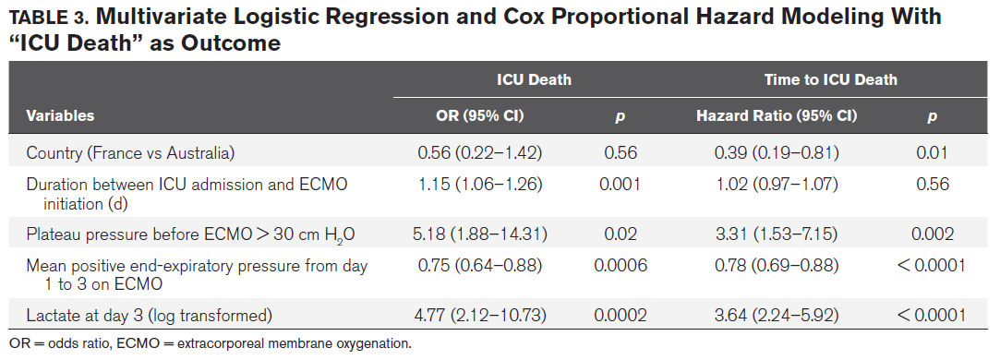 TABLE 3. Multivariate Logistic Regression and Cox Proportional Hazard Modeling With
“ICU Death” as Outcome
ICU Death Time to ICU Death
Variables OR (95% CI) p Hazard Ratio (95% CI) p
Country (France vs Australia) 0.56 (0.22–1.42) 0.56 0.39 (0.19–0.81) 0.01
Duration between ICU admission and ECMO 1.15 (1.06–1.26) 0.001 1.02 (0.97–1.07) 0.56
initiation (d)
Plateau pressure before ECMO > 30 cm H₂O 5.18 (1.88–14.31) 0.02 3.31 (1.53–7.15) 0.002
Mean positive end-expiratory pressure from day 0.75 (0.64–0.88) 0.0006 0.78 (0.69–0.88) < 0.0001
1 to 3 on ECMO
Lactate at day 3 (log transformed) 4.77 (2.12–10.73) 0.0002 3.64 (2.24–5.92) < 0.0001
OR = odds ratio, ECMO = extracorporeal membrane oxygenation.